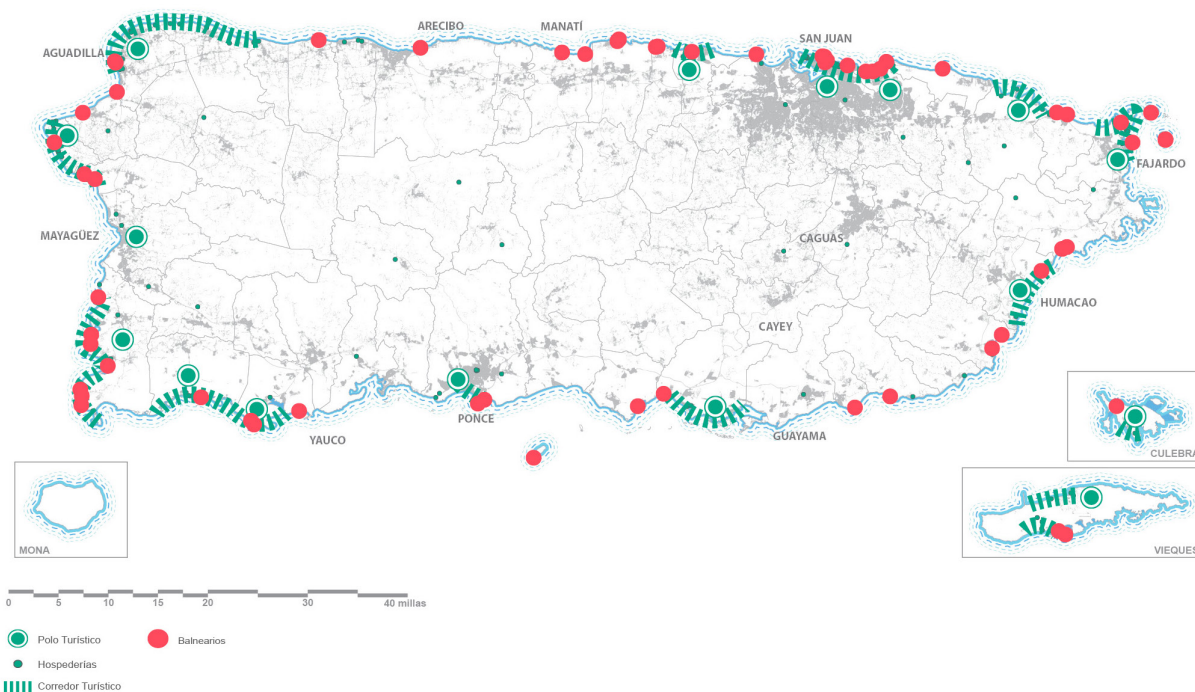 ARECIBO
MANATÍ
SAN JUAN
AGUADILLA
FAJARDO
MAYAGÜEZ
CAGUAS
HUMACAO
CAYEY
PONCE
GUAYAMA
YAUCO
CULEBRA
MONA
VIEQUES
0 5 10 15 20 30 40 millas
Polo Turístico
Balnearios
Hospederías
Corredor Turístico